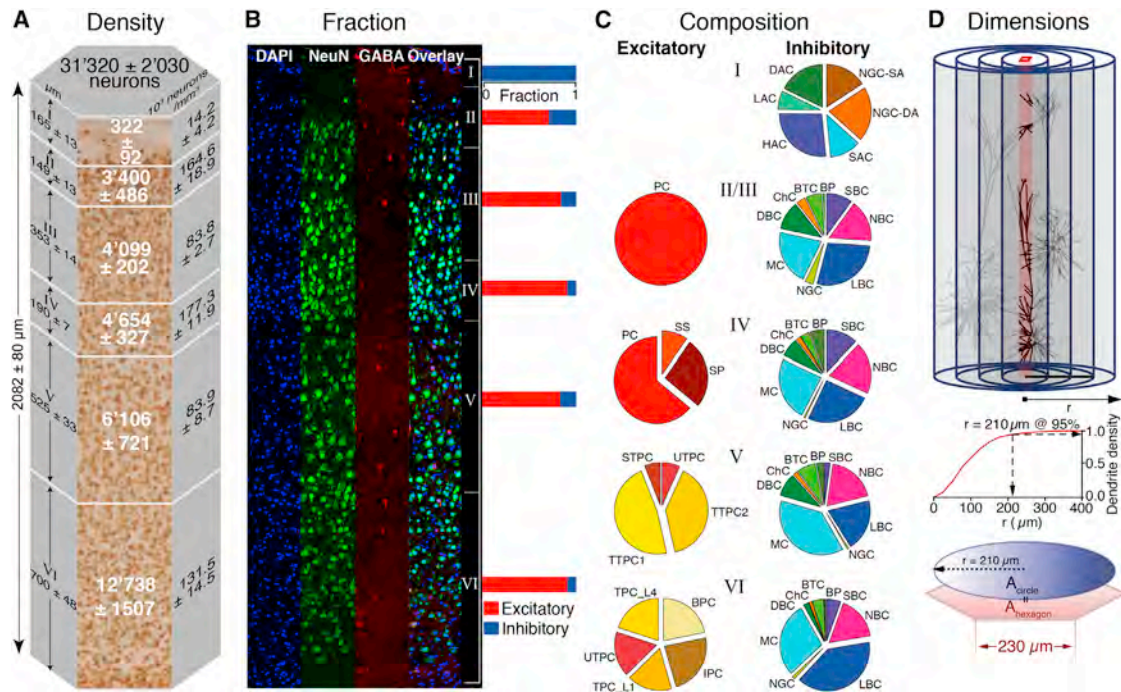 A Density
31'320 ± 2'030
neurons
µm
10³ neurons
/mm³
I
165 ± 13
322
±
92
14.2
± 4.2
II
149 ± 13
3'400
± 486
164.6
± 18.9
III
353 ± 14
4'099
± 202
83.8
± 2.7
IV
190 ± 7
4'654
± 327
177.3
± 11.9
V
525 ± 33
6'106
± 721
83.9
± 8.7
VI
700 ± 48
12'738
± 1507
131.5
± 14.5
2082 ± 80 µm
B Fraction
DAPI NeuN GABA Overlay
I
0 Fraction 1
II
III
IV
V
VI
Excitatory
Inhibitory
C Composition
Excitatory Inhibitory
I
DAC NGC-SA
LAC NGC-DA
HAC SAC
II/III
PC
BTC BP SBC
ChC NBC
DBC
MC
NGC LBC
IV
PC SS
SP
BTC BP SBC
ChC
DBC NBC
MC
NGC LBC
V
STPC UTPC
TTPC2
TTPC1
BTC BP SBC
ChC NBC
DBC
MC LBC
NGC
VI
TPC_L4 BPC
UTPC
TPC_L1 IPC
BTC BP SBC
ChC NBC
DBC
MC
NGC LBC
D Dimensions
r
r = 210 µm @ 95%
1.0
0.5
0.0
Dendrite density
0 100 200 300 400
r (µm)
r = 210 µm
A circle
=
A hexagon
230 µm